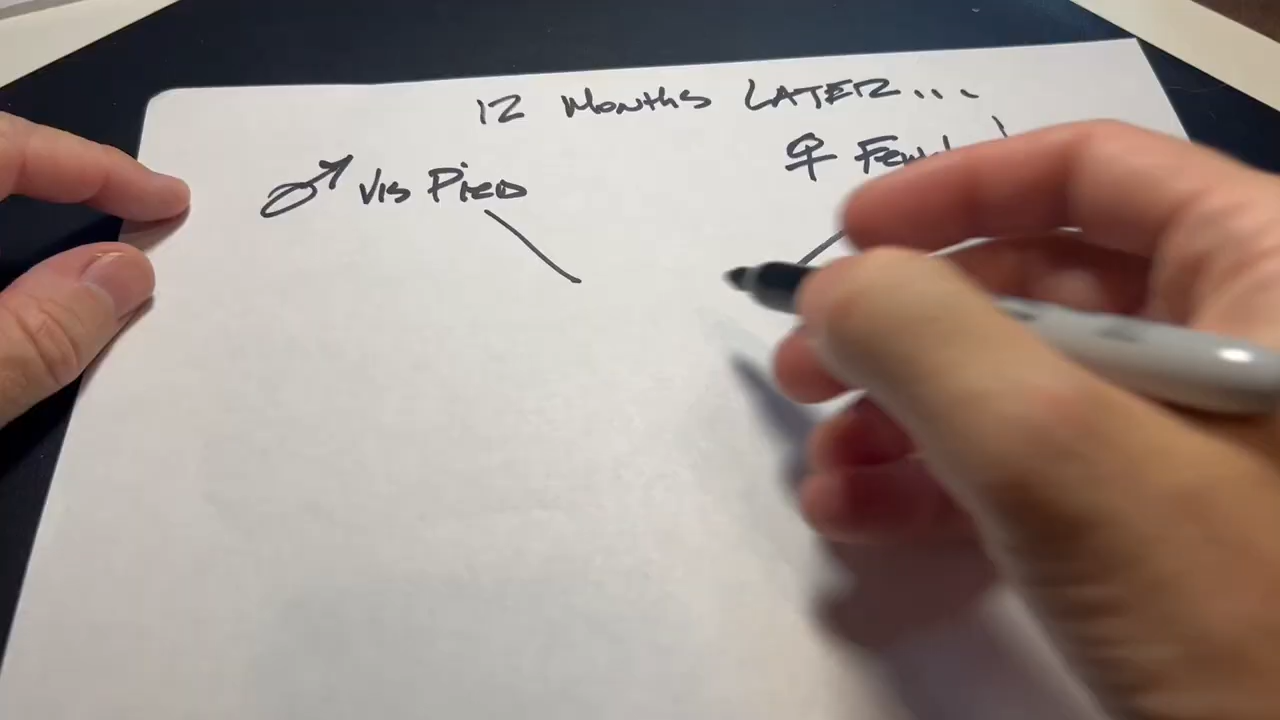 12 Months LATER...
♂ Vis Pied
♀